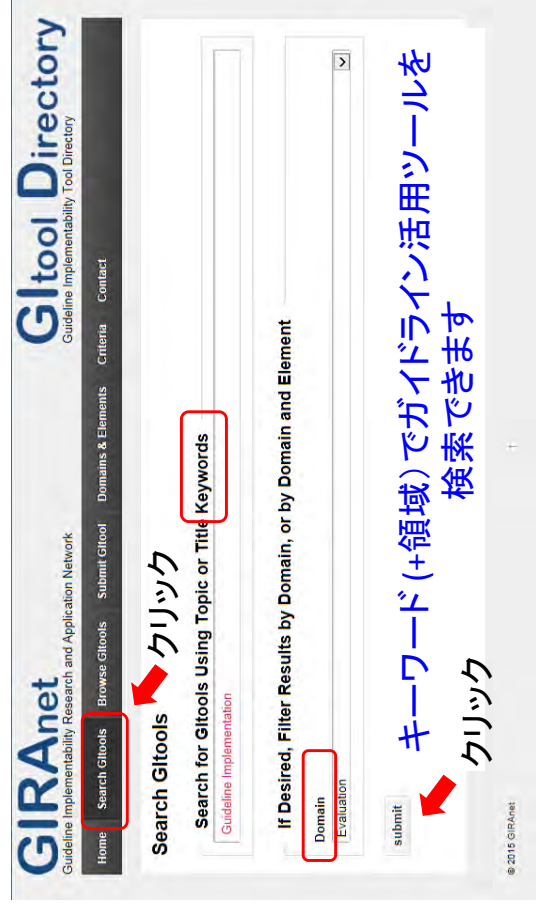 GIRAnet
Guideline Implementability Research and Application Network
GItool Directory
Guideline Implementability Tool Directory
Home Search GItools Browse GItools Submit GItool Domains & Elements Criteria Contact
クリック
Search GItools
Search for GItools Using Topic or Title Keywords
Guideline Implementation
If Desired, Filter Results by Domain, or by Domain and Element
Domain
Evaluation
submit
キーワード(+領域)でガイドライン活用ツールを
検索できます
クリック
© 2015 GIRAnet
↑